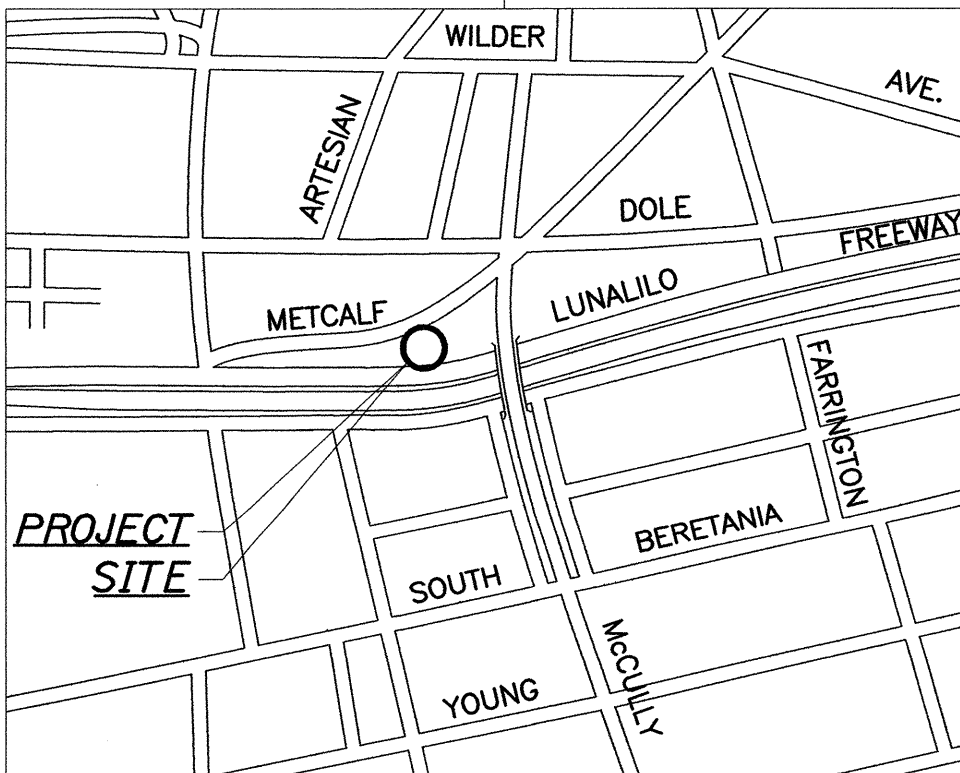 WILDER
AVE.
ARTESIAN
DOLE
FREEWAY
LUNALILO
METCALF
FARRINGTON
PROJECT
SITE
BERETANIA
SOUTH
McCULLY
YOUNG